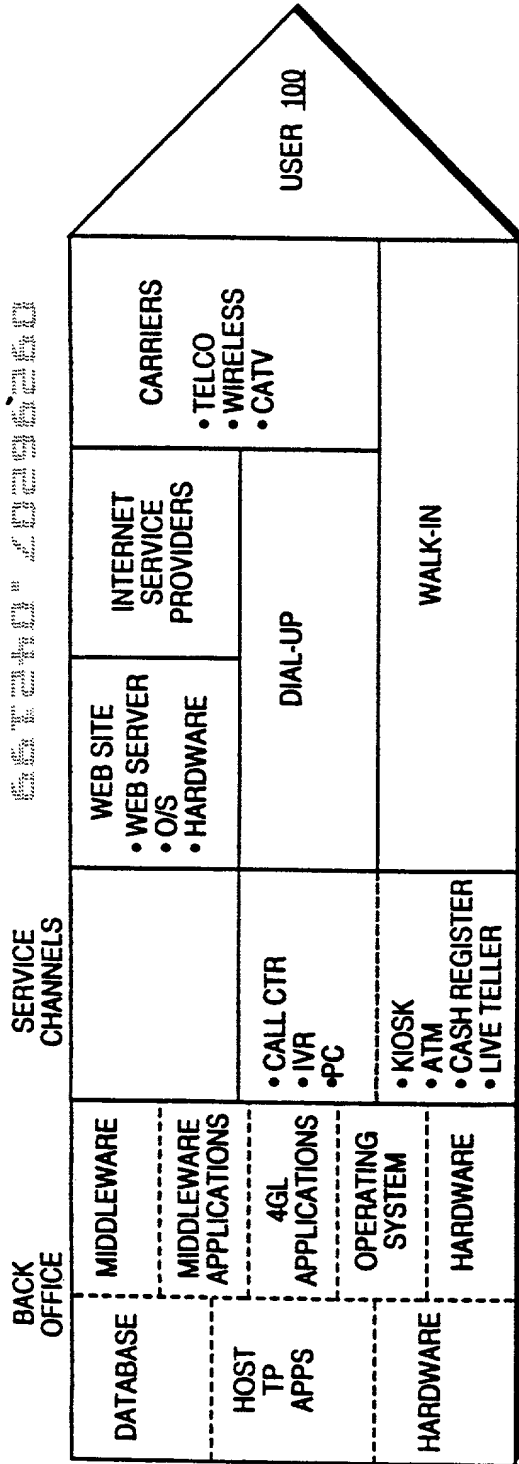 09296207.042199
BACK
OFFICE
SERVICE
CHANNELS
DATABASE
HOST
TP
APPS
HARDWARE
MIDDLEWARE
MIDDLEWARE
APPLICATIONS
4GL
APPLICATIONS
OPERATING
SYSTEM
HARDWARE
• CALL CTR
• IVR
•PC
• KIOSK
• ATM
• CASH REGISTER
• LIVE TELLER
WEB SITE
• WEB SERVER
• O/S
• HARDWARE
INTERNET
SERVICE
PROVIDERS
DIAL-UP
WALK-IN
CARRIERS
• TELCO
• WIRELESS
• CATV
USER 100